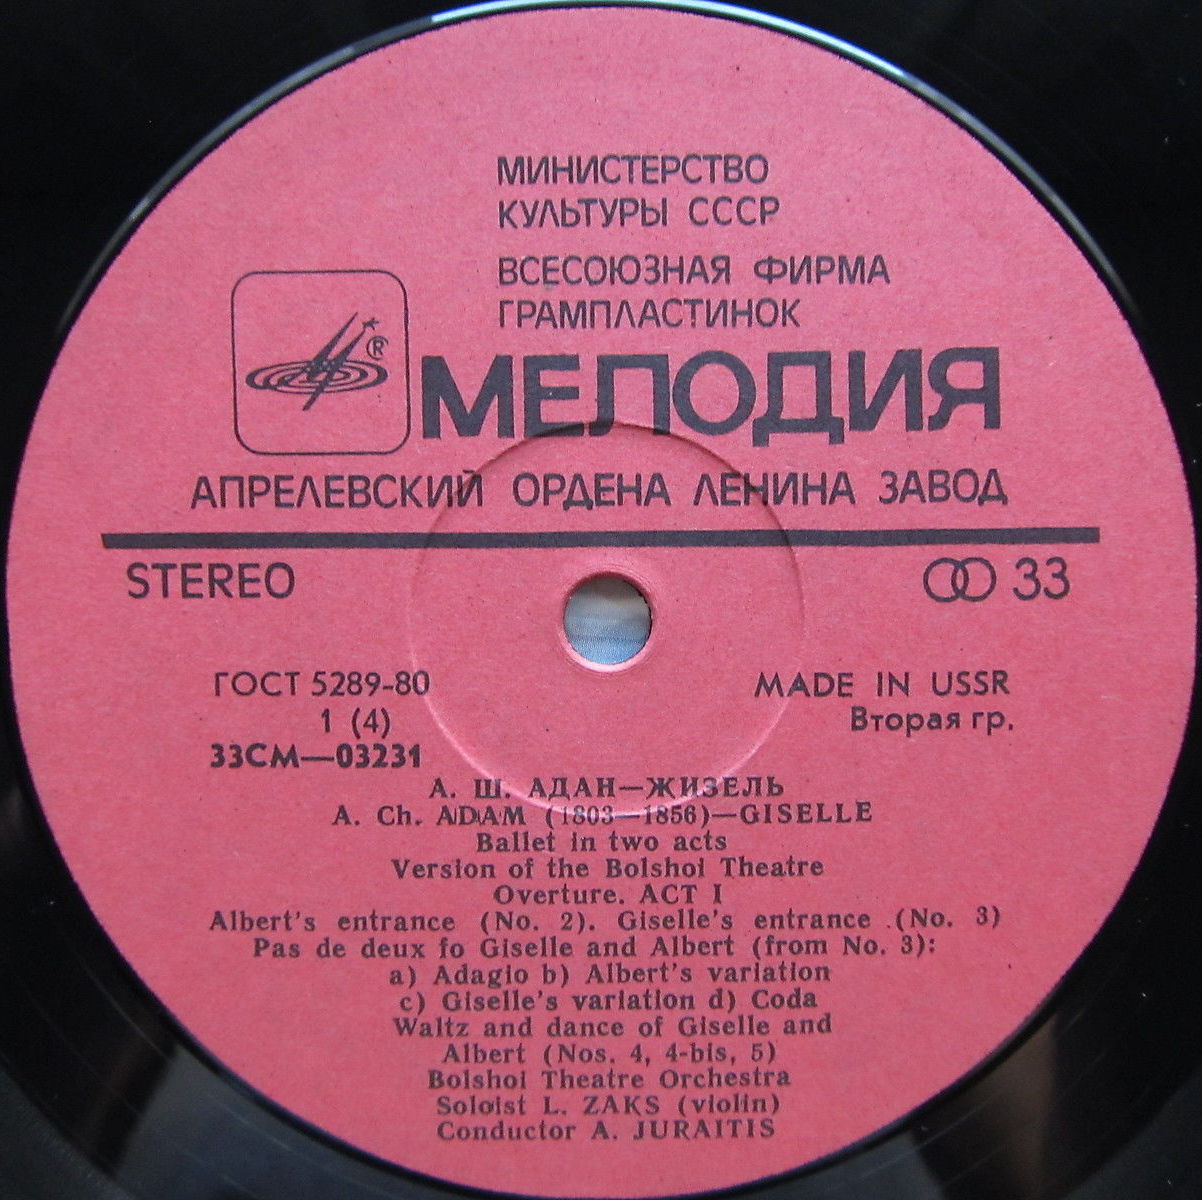 МИНИСТЕРСТВО
КУЛЬТУРЫ СССР
ВСЕСОЮЗНАЯ ФИРМА
ГРАМПЛАСТИНОК
®
МЕЛОДИЯ
АПРЕЛЕВСКИЙ ОРДЕНА ЛЕНИНА ЗАВОД
STEREO 33
ГОСТ 5289-80 MADE IN USSR
1 (4) Вторая гр.
33СМ—03231
А. Ш. АДАН—ЖИЗЕЛЬ
A. Ch. ADAM (1803—1856)—GISELLE
Ballet in two acts
Version of the Bolshoi Theatre
Overture. ACT I
Albert's entrance (No. 2). Giselle's entrance .(No. 3)
Pas de deux fo Giselle and Albert (from No. 3):
a) Adagio b) Albert's variation
c) Giselle's variation d) Coda
Waltz and dance of Giselle and
Albert (Nos. 4, 4-bis, 5)
Bolshoi Theatre Orchestra
Soloist L. ZAKS (violin)
Conductor A. JURAITIS